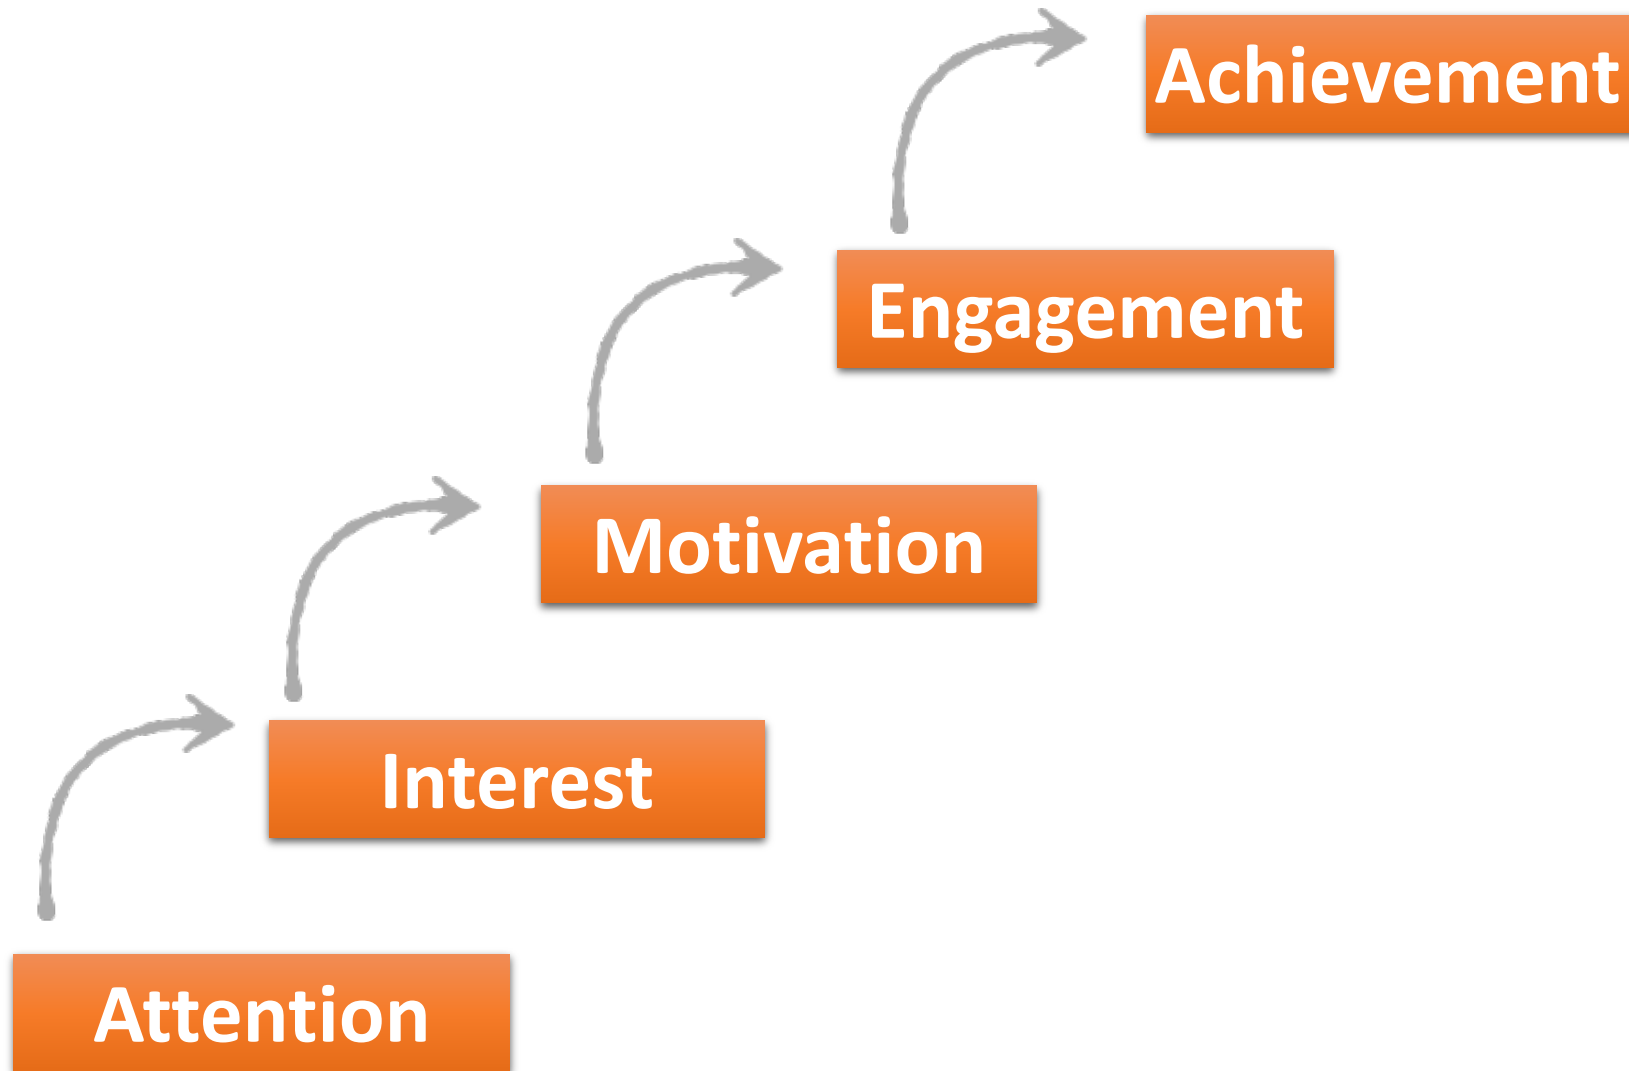 Achievement
Engagement
Motivation
Interest
Attention